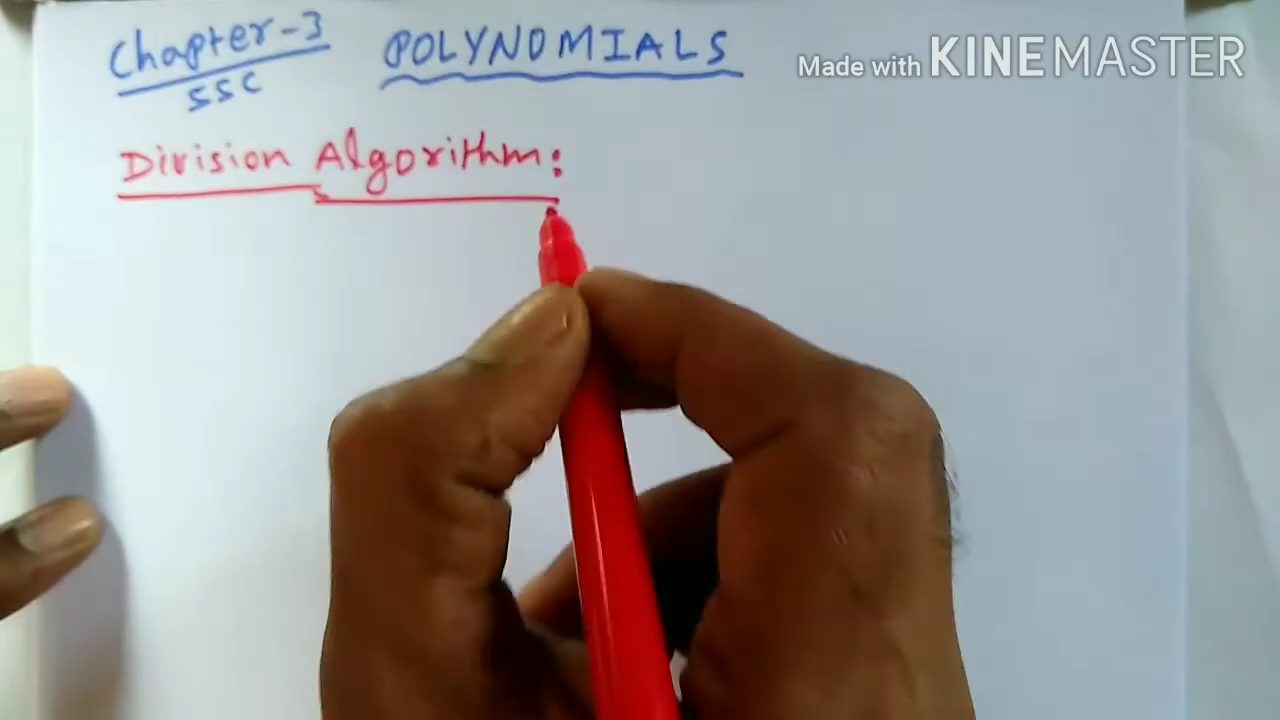 Chapter-3 POLYNOMIALS
SSC
Made with KINEMASTER
Division Algorithm: